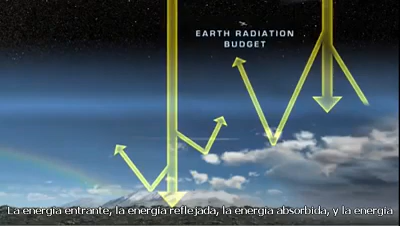 EARTH RADIATION
BUDGET
La energía entrante, la energía reflejada, la energía absorbida, y la energía